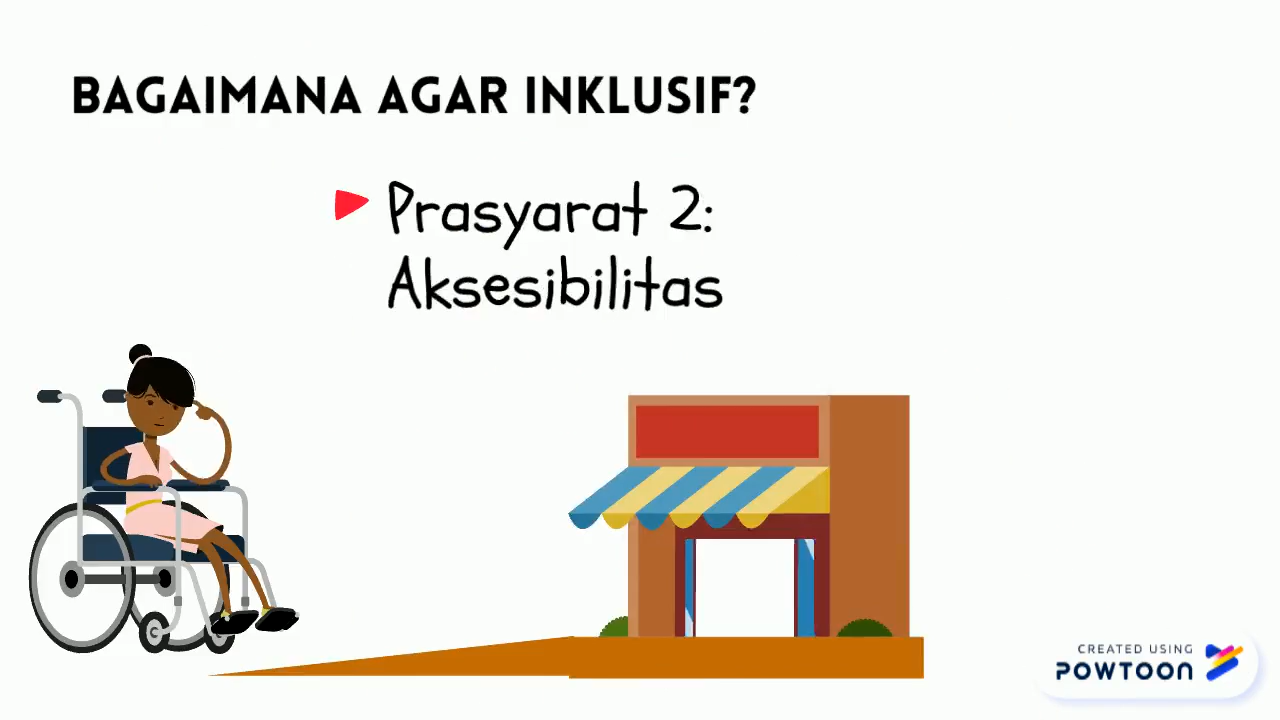 BAGAIMANA AGAR INKLUSIF?
Prasyarat 2:
Aksesibilitas
CREATED USING
POWTOON